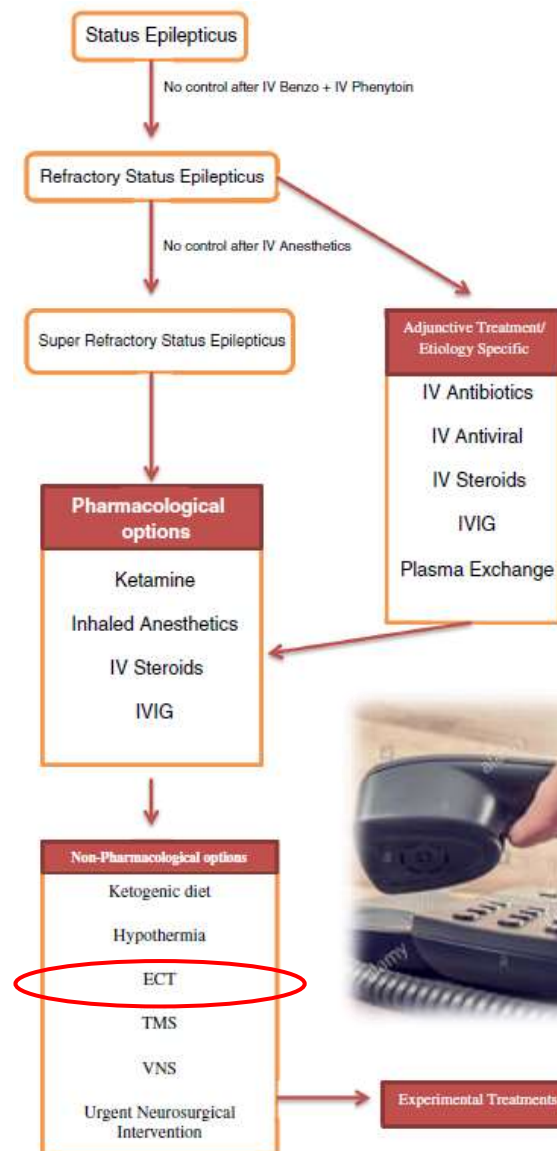 Status Epilepticus
No control after IV Benzo + IV Phenytoin
Refractory Status Epilepticus
No control after IV Anesthetics
Super Refractory Status Epilepticus
Adjunctive Treatment/
Etiology Specific
IV Antibiotics
IV Antiviral
IV Steroids
IVIG
Plasma Exchange
Pharmacological
options
Ketamine
Inhaled Anesthetics
IV Steroids
IVIG
Non-Pharmacological options
Ketogenic diet
Hypothermia
ECT
TMS
VNS
Urgent Neurosurgical
Intervention
Experimental Treatments
alamy
alamy